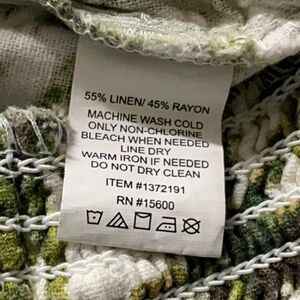 55% LINEN/ 45% RAYON
MACHINE WASH COLD
ONLY NON-CHLORINE
BLEACH WHEN NEEDED
LINE DRY
WARM IRON IF NEEDED
DO NOT DRY CLEAN
ITEM #1372191
RN #15600